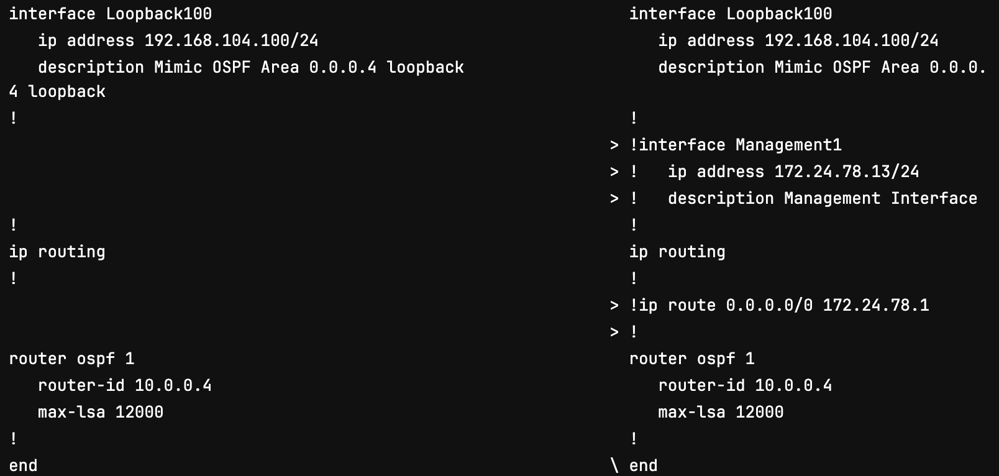 interface Loopback100 interface Loopback100
   ip address 192.168.104.100/24 ip address 192.168.104.100/24
   description Mimic OSPF Area 0.0.0.4 loopback description Mimic OSPF Area 0.0.0.
4 loopback
! !
> !interface Management1
> !   ip address 172.24.78.13/24
> !   description Management Interface
! !
ip routing ip routing
! !
> !ip route 0.0.0.0/0 172.24.78.1
> !
router ospf 1 router ospf 1
   router-id 10.0.0.4 router-id 10.0.0.4
   max-lsa 12000 max-lsa 12000
! !
end \ end